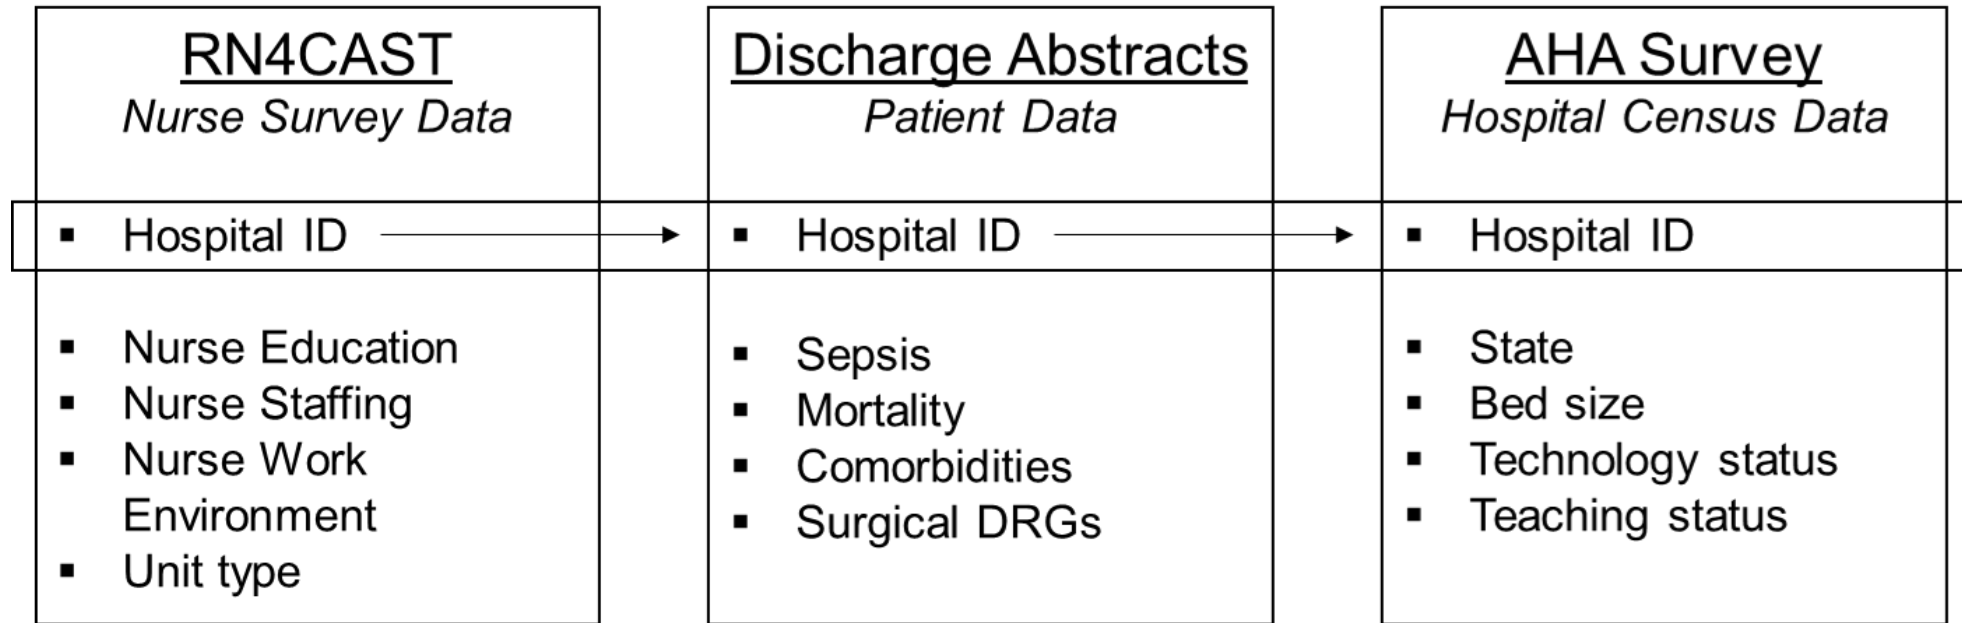 RN4CAST
Nurse Survey Data
▪ Hospital ID
▪ Nurse Education
▪ Nurse Staffing
▪ Nurse Work
Environment
▪ Unit type
Discharge Abstracts
Patient Data
▪ Hospital ID
▪ Sepsis
▪ Mortality
▪ Comorbidities
▪ Surgical DRGs
AHA Survey
Hospital Census Data
▪ Hospital ID
▪ State
▪ Bed size
▪ Technology status
▪ Teaching status